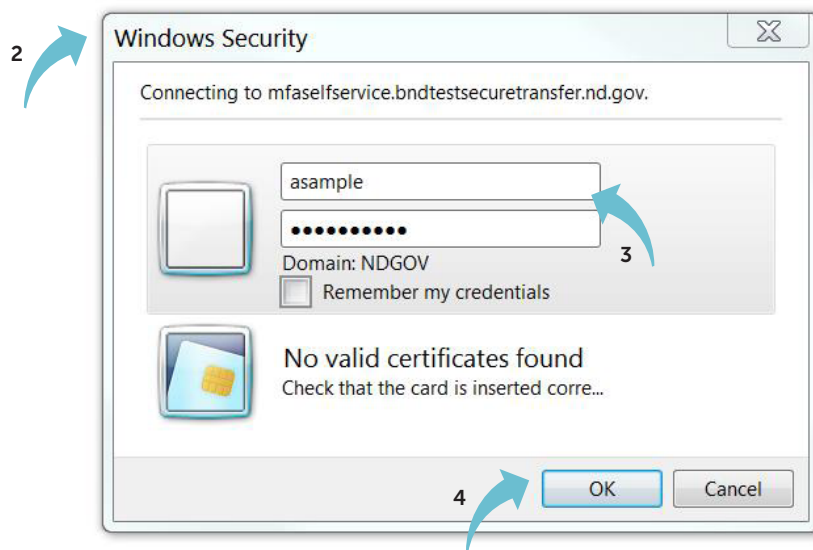 2
Windows Security
Connecting to mfaselfservice.bndtestsecuretransfer.nd.gov.
asample
••••••••••
3
Domain: NDGOV
Remember my credentials
No valid certificates found
Check that the card is inserted corre...
4
OK
Cancel